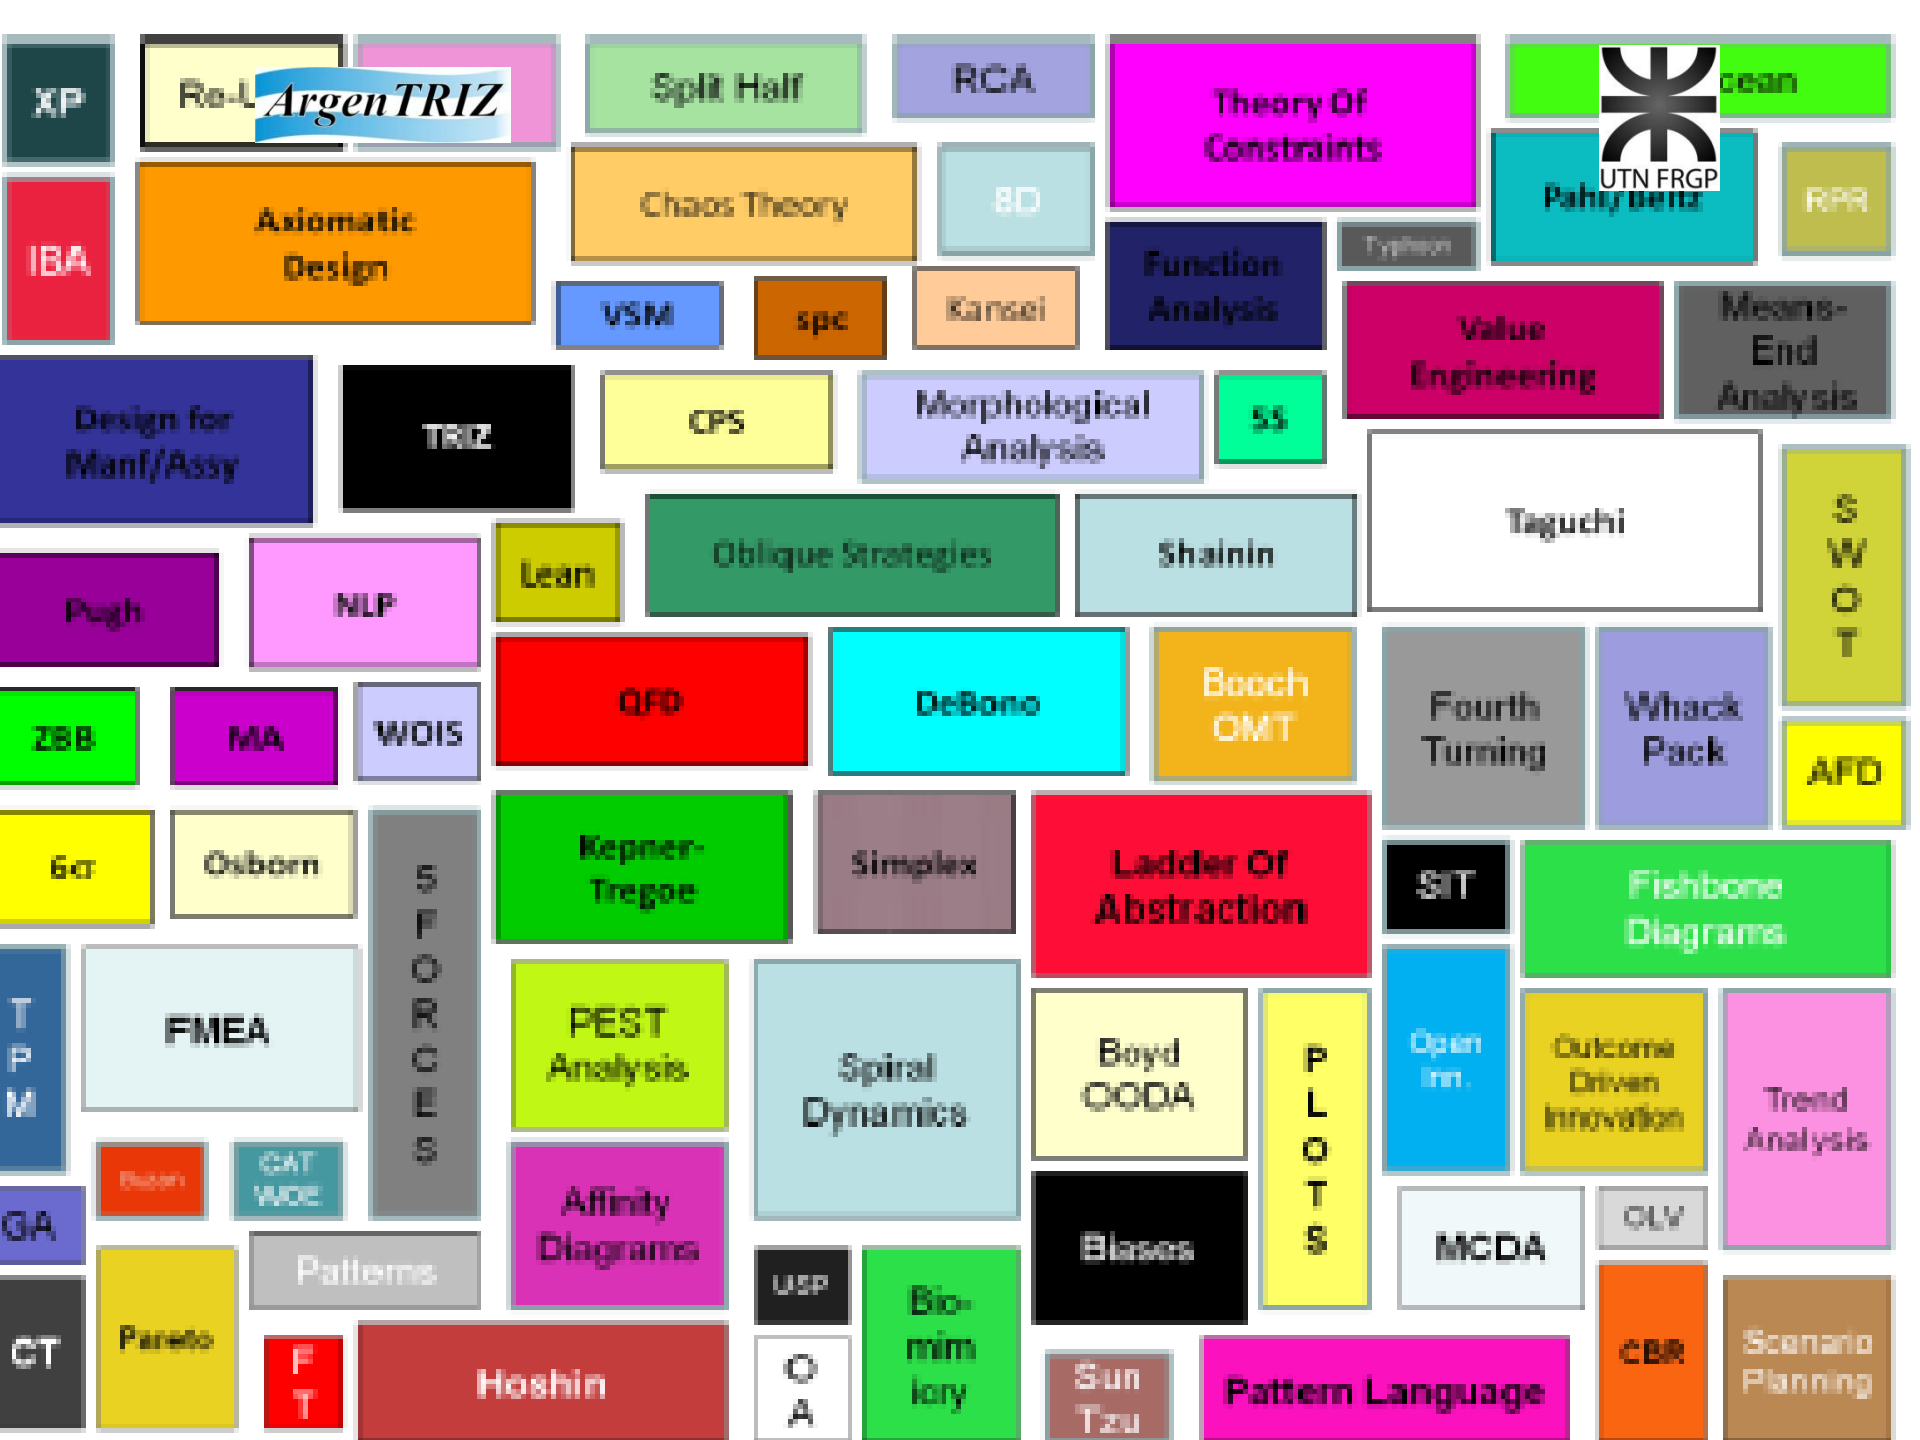 XP
Re-U
ArgenTRIZ
Split Half
RCA
Theory Of
Constraints
cean
UTN FRGP
IBA
Axiomatic
Design
Chaos Theory
8D
Pahl/Beitz
RPR
Function
Analysis
Typhoon
VSM
spc
Kansei
Value
Engineering
Means-
End
Analysis
Design for
Manf/Assy
TRIZ
CPS
Morphological
Analysis
5S
Taguchi
S
W
O
T
Pugh
NLP
Lean
Oblique Strategies
Shainin
ZBB
MA
WOIS
QFD
DeBono
Booch
OMT
Fourth
Turning
Whack
Pack
AFD
6σ
Osborn
5
F
O
R
C
E
S
Kepner-
Tregoe
Simplex
Ladder Of
Abstraction
SIT
Fishbone
Diagrams
T
P
M
FMEA
PEST
Analysis
Spiral
Dynamics
Boyd
OODA
P
L
O
T
S
Open
Inn.
Outcome
Driven
Innovation
Trend
Analysis
Buzan
CAT
WOE
Affinity
Diagrams
GA
Patterns
USP
Bio-
mim
icry
Biases
MCDA
OLV
CT
Pareto
F
T
Hoshin
O
A
Sun
Tzu
Pattern Language
CBR
Scenario
Planning